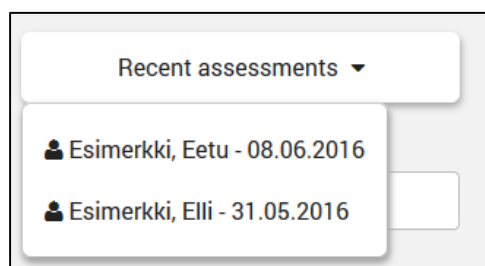 Recent assessments
Esimerkki, Eetu - 08.06.2016
Esimerkki, Elli - 31.05.2016